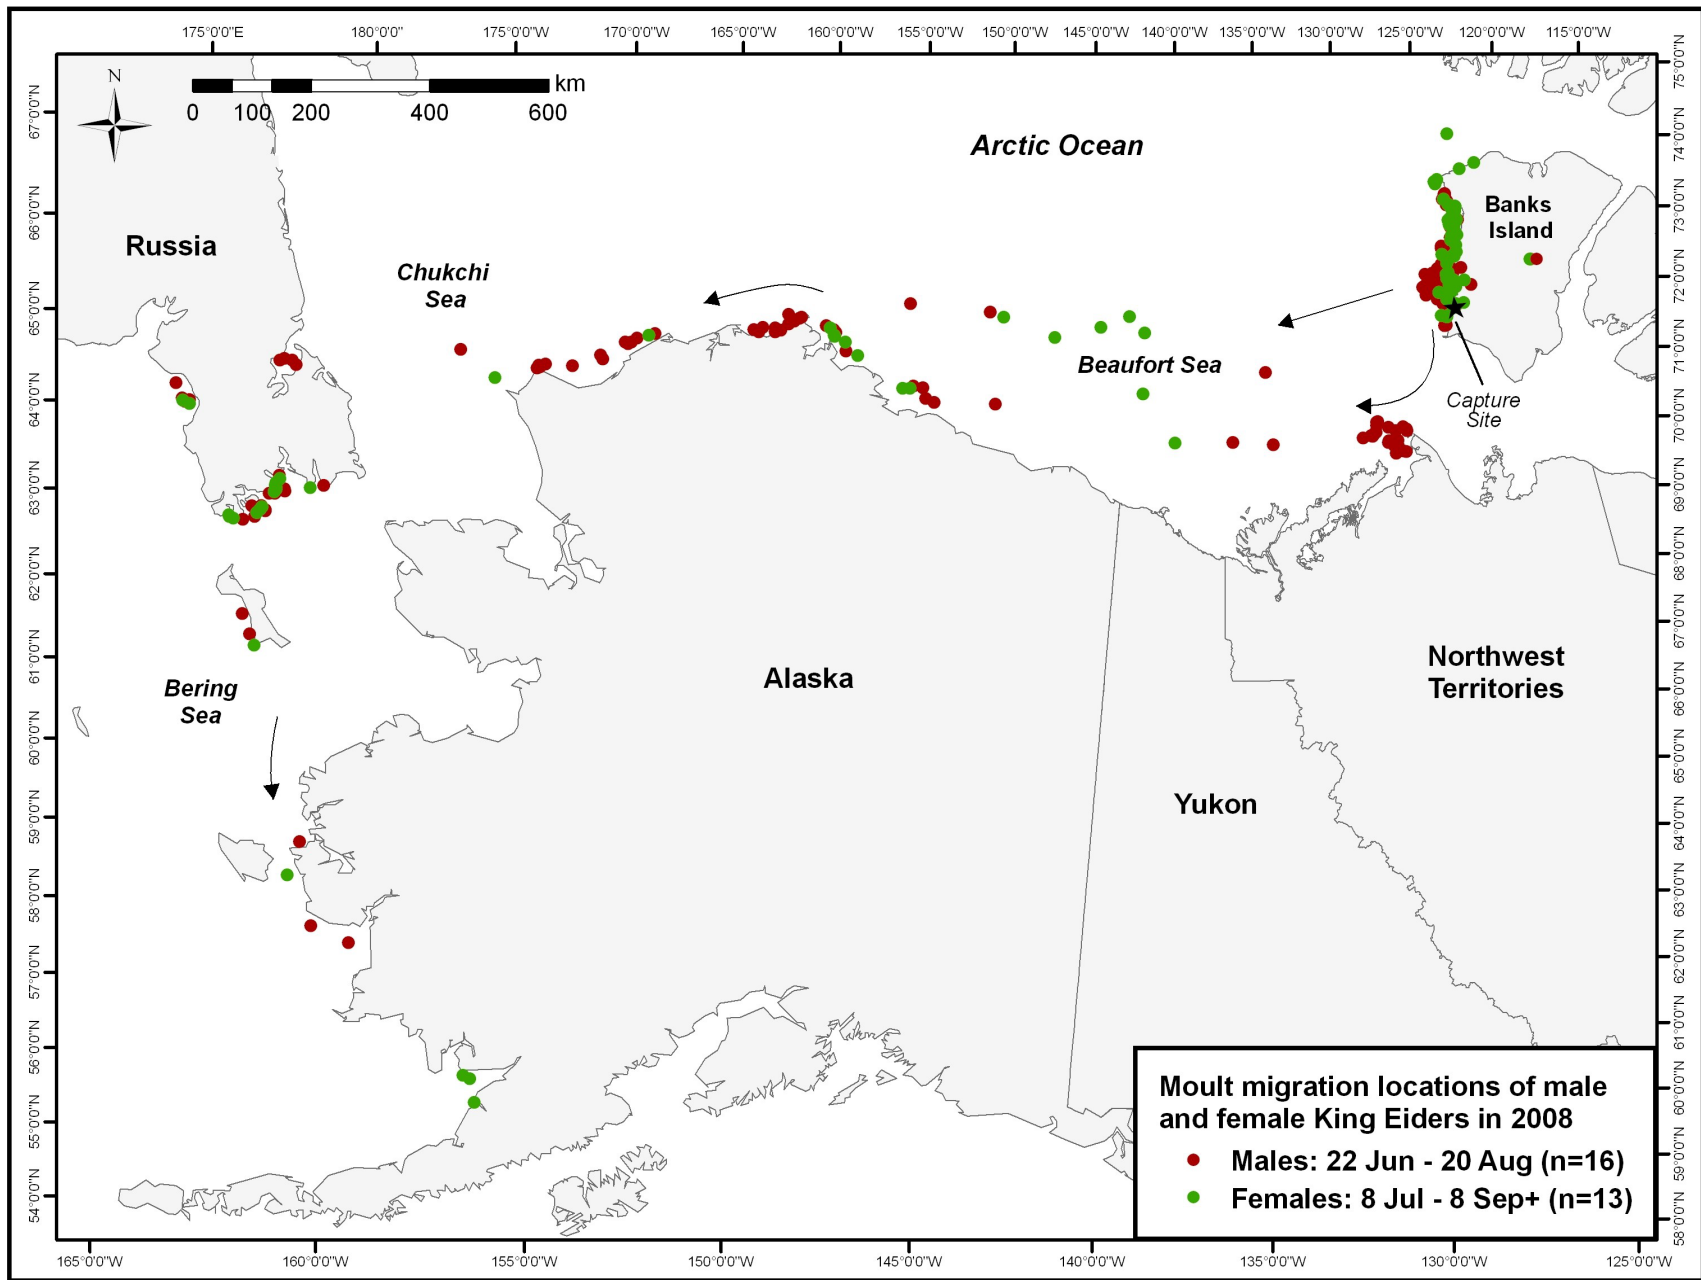 175°0'0"E 180°0'0" 175°0'0"W 170°0'0"W 165°0'0"W 160°0'0"W 155°0'0"W 150°0'0"W 145°0'0"W 140°0'0"W 135°0'0"W 130°0'0"W 125°0'0"W 120°0'0"W 115°0'0"W
N
km
0 100 200 400 600
Arctic Ocean
Banks
Island
Russia
Chukchi
Sea
Beaufort Sea
Capture
Site
Alaska
Northwest
Territories
Bering
Sea
Yukon
67°0'0"N
66°0'0"N
65°0'0"N
64°0'0"N
63°0'0"N
62°0'0"N
61°0'0"N
60°0'0"N
59°0'0"N
58°0'0"N
57°0'0"N
56°0'0"N
55°0'0"N
54°0'0"N
75°0'0"N
74°0'0"N
73°0'0"N
72°0'0"N
71°0'0"N
70°0'0"N
69°0'0"N
68°0'0"N
67°0'0"N
66°0'0"N
65°0'0"N
64°0'0"N
63°0'0"N
62°0'0"N
61°0'0"N
60°0'0"N
59°0'0"N
58°0'0"N
Moult migration locations of male
and female King Eiders in 2008
Males: 22 Jun - 20 Aug (n=16)
Females: 8 Jul - 8 Sep+ (n=13)
165°0'0"W 160°0'0"W 155°0'0"W 150°0'0"W 145°0'0"W 140°0'0"W 135°0'0"W 130°0'0"W 125°0'0"W